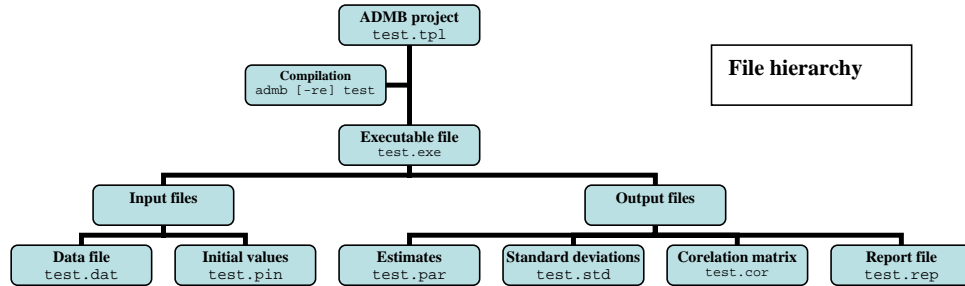 ADMB project
test.tpl
File hierarchy
Compilation
admb [-re] test
Executable file
test.exe
Input files
Output files
Data file
test.dat
Initial values
test.pin
Estimates
test.par
Standard deviations
test.std
Corelation matrix
test.cor
Report file
test.rep